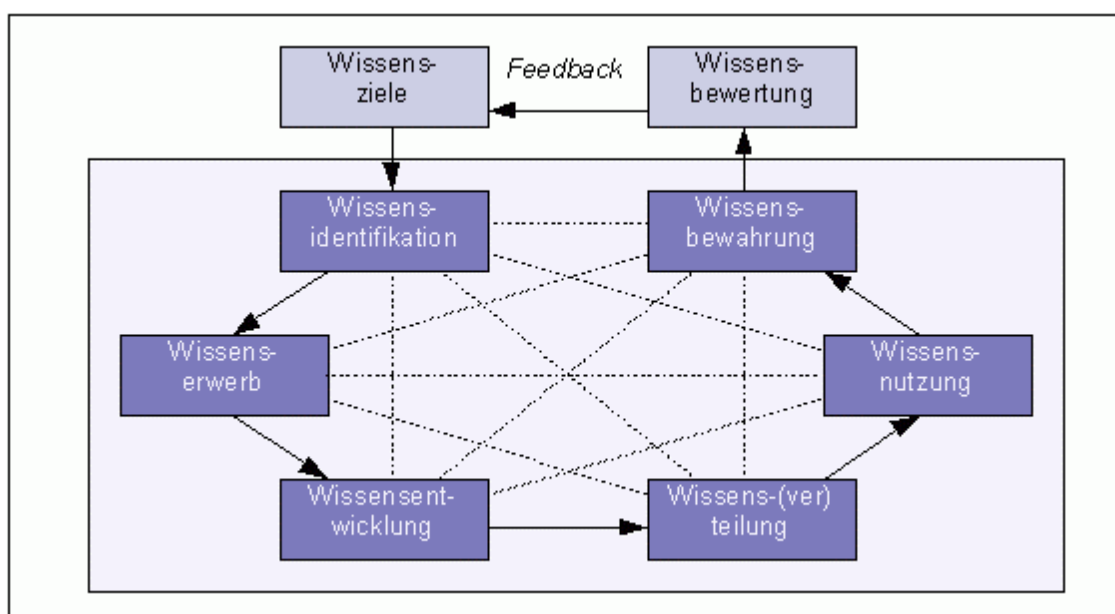 Wissens-
ziele
Feedback
Wissens-
bewertung
Wissens-
identifikation
Wissens-
bewahrung
Wissens-
erwerb
Wissens-
nutzung
Wissensent-
wicklung
Wissens-(ver)
teilung